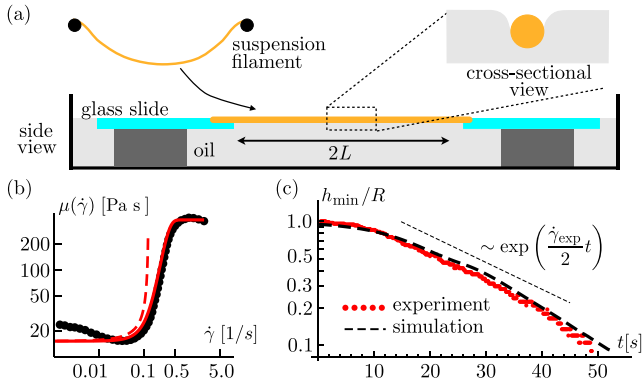 (a)
suspension
filament
cross-sectional
view
glass slide
side
view
oil
2L
(b)
μ(γ̇) [Pa s]
200
100
50
20
0.01
0.1
0.5
5.0
γ̇ [1/s]
(c)
h_min/R
1.0
0.5
0.2
0.1
∼ exp(γ̇_exp/2 t)
experiment
simulation
0
10
20
30
40
50
t[s]